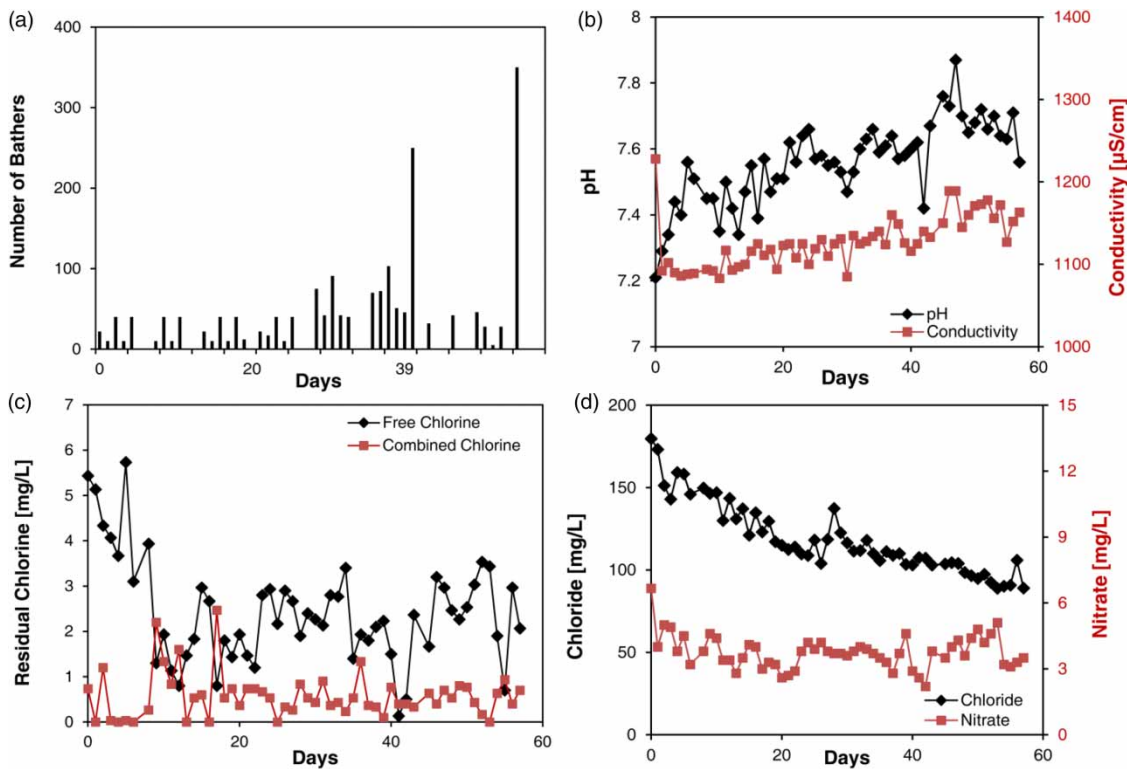 (a)
400
300
200
100
0
Number of Bathers
0
20
39
Days
(b)
8
7.8
7.6
7.4
7.2
7
pH
1400
1300
1200
1100
1000
Conductivity [µS/cm]
pH
Conductivity
0
20
40
60
Days
(c)
7
6
5
4
3
2
1
0
Residual Chlorine [mg/L]
Free Chlorine
Combined Chlorine
0
20
40
60
Days
(d)
200
150
100
50
0
Chloride [mg/L]
15
12
9
6
3
0
Nitrate [mg/L]
Chloride
Nitrate
0
20
40
60
Days